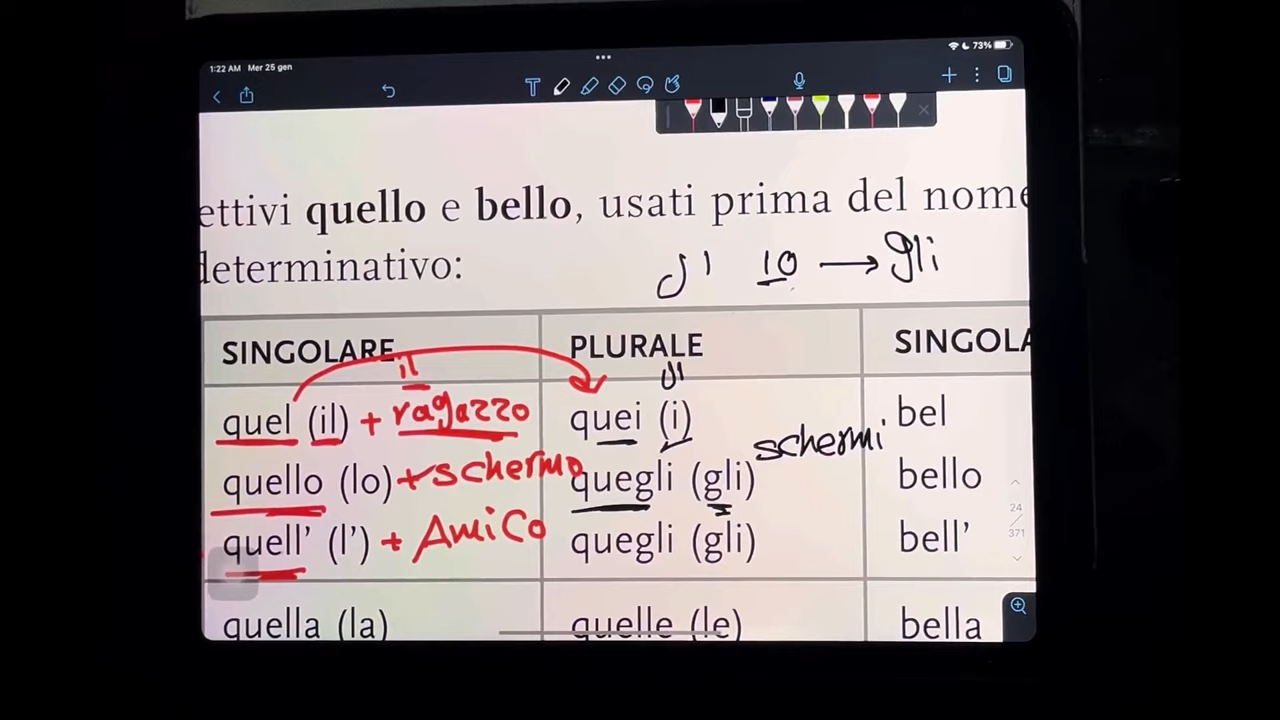 1:22 AM Mer 25 gen 73%
ettivi quello e bello, usati prima del nome
determinativo:
lo → gli
SINGOLARE PLURALE SINGOLA
il
quel (il) + ragazzo quei (i) bel
schermi
quello (lo) + schermo quegli (gli) bello
quell' (l') + AmiCo quegli (gli) bell'
24
371
quella (la) quelle (le) bella